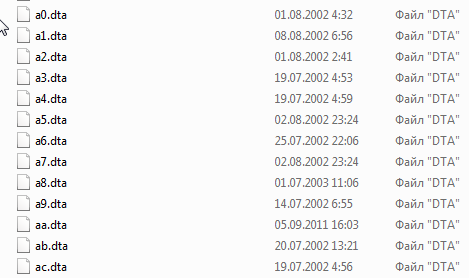 a0.dta 01.08.2002 4:32 Файл "DTA"
a1.dta 08.08.2002 6:56 Файл "DTA"
a2.dta 01.08.2002 2:41 Файл "DTA"
a3.dta 19.07.2002 4:53 Файл "DTA"
a4.dta 19.07.2002 4:59 Файл "DTA"
a5.dta 02.08.2002 23:24 Файл "DTA"
a6.dta 25.07.2002 22:06 Файл "DTA"
a7.dta 02.08.2002 23:24 Файл "DTA"
a8.dta 01.07.2003 11:06 Файл "DTA"
a9.dta 14.07.2002 6:55 Файл "DTA"
aa.dta 05.09.2011 16:03 Файл "DTA"
ab.dta 20.07.2002 13:21 Файл "DTA"
ac.dta 19.07.2002 4:56 Файл "DTA"